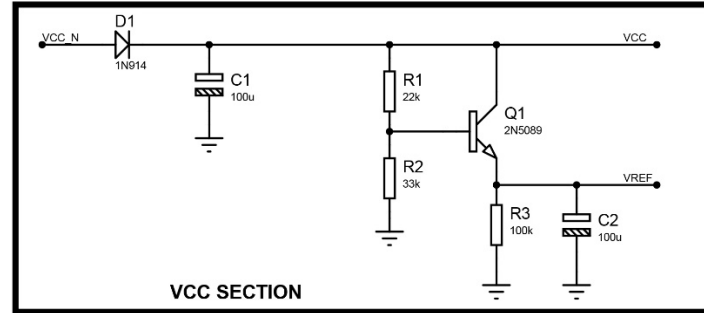 D1
VCC_N
1N914
VCC
C1
100u
R1
22k
Q1
2N5089
R2
33k
VREF
R3
100k
C2
100u
VCC SECTION